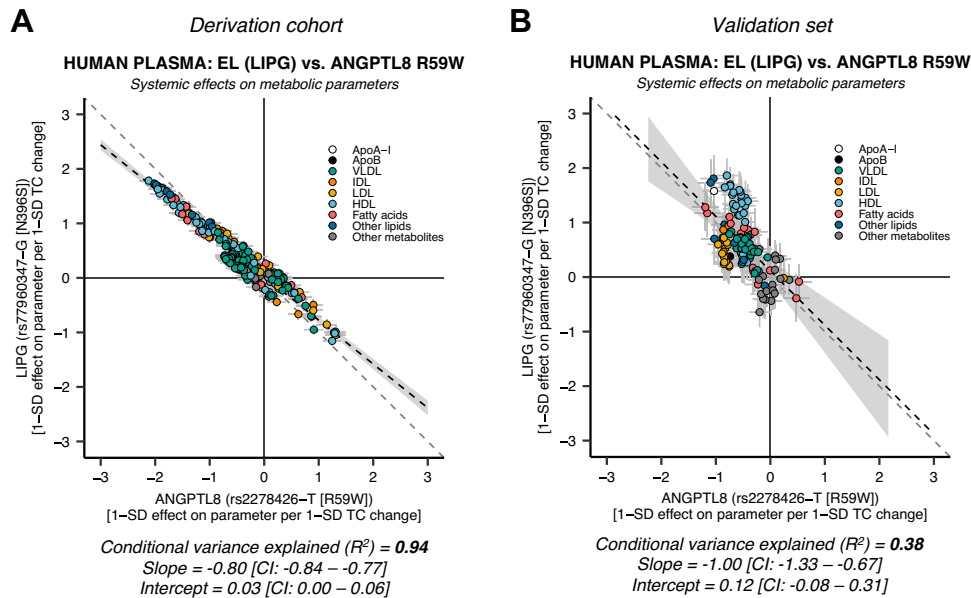 A
Derivation cohort
HUMAN PLASMA: EL (LIPG) vs. ANGPTL8 R59W
Systemic effects on metabolic parameters
LIPG (rs77960347−G [N396S])
[1−SD effect on parameter per 1−SD TC change]
3
2
1
0
−1
−2
−3
ApoA−I
ApoB
VLDL
IDL
LDL
HDL
Fatty acids
Other lipids
Other metabolites
−3 −2 −1 0 1 2 3
ANGPTL8 (rs2278426−T [R59W])
[1−SD effect on parameter per 1−SD TC change]
Conditional variance explained (R²) = 0.94
Slope = -0.80 [CI: -0.84 – -0.77]
Intercept = 0.03 [CI: 0.00 – 0.06]
B
Validation set
HUMAN PLASMA: EL (LIPG) vs. ANGPTL8 R59W
Systemic effects on metabolic parameters
LIPG (rs77960347−G [N396S])
[1−SD effect on parameter per 1−SD TC change]
3
2
1
0
−1
−2
−3
ApoA−I
ApoB
VLDL
IDL
LDL
HDL
Fatty acids
Other lipids
Other metabolites
−3 −2 −1 0 1 2 3
ANGPTL8 (rs2278426−T [R59W])
[1−SD effect on parameter per 1−SD TC change]
Conditional variance explained (R²) = 0.38
Slope = -1.00 [CI: -1.33 – -0.67]
Intercept = 0.12 [CI: -0.08 – 0.31]